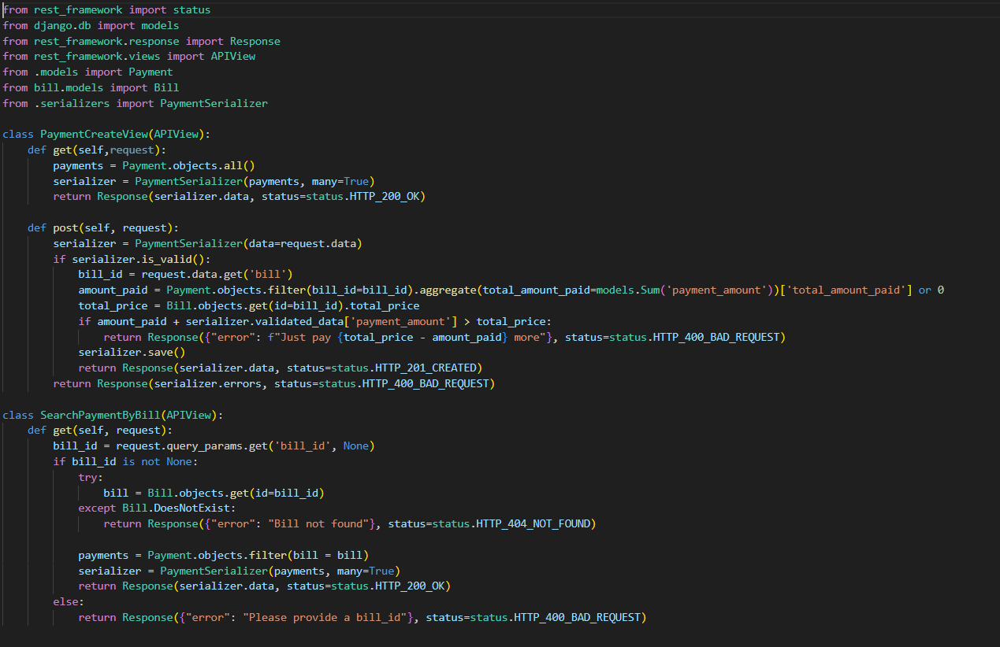 from rest_framework import status
from django.db import models
from rest_framework.response import Response
from rest_framework.views import APIView
from .models import Payment
from bill.models import Bill
from .serializers import PaymentSerializer

class PaymentCreateView(APIView):
    def get(self,request):
        payments = Payment.objects.all()
        serializer = PaymentSerializer(payments, many=True)
        return Response(serializer.data, status=status.HTTP_200_OK)

    def post(self, request):
        serializer = PaymentSerializer(data=request.data)
        if serializer.is_valid():
            bill_id = request.data.get('bill')
            amount_paid = Payment.objects.filter(bill_id=bill_id).aggregate(total_amount_paid=models.Sum('payment_amount'))['total_amount_paid'] or 0
            total_price = Bill.objects.get(id=bill_id).total_price
            if amount_paid + serializer.validated_data['payment_amount'] > total_price:
                return Response({"error": f"Just pay {total_price - amount_paid} more"}, status=status.HTTP_400_BAD_REQUEST)
            serializer.save()
            return Response(serializer.data, status=status.HTTP_201_CREATED)
        return Response(serializer.errors, status=status.HTTP_400_BAD_REQUEST)

class SearchPaymentByBill(APIView):
    def get(self, request):
        bill_id = request.query_params.get('bill_id', None)
        if bill_id is not None:
            try:
                bill = Bill.objects.get(id=bill_id)
            except Bill.DoesNotExist:
                return Response({"error": "Bill not found"}, status=status.HTTP_404_NOT_FOUND)

            payments = Payment.objects.filter(bill = bill)
            serializer = PaymentSerializer(payments, many=True)
            return Response(serializer.data, status=status.HTTP_200_OK)
        else:
            return Response({"error": "Please provide a bill_id"}, status=status.HTTP_400_BAD_REQUEST)